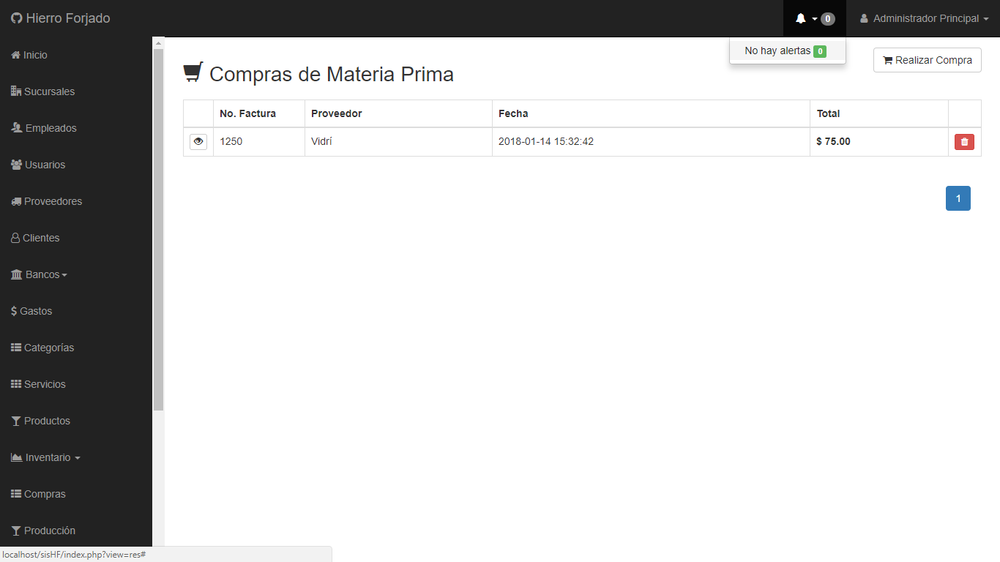 Hierro Forjado
0
Administrador Principal
No hay alertas 0
Inicio
Sucursales
Empleados
Usuarios
Proveedores
Clientes
Bancos
Gastos
Categorías
Servicios
Productos
Inventario
Compras
Producción
Realizar Compra
Compras de Materia Prima
No. Factura Proveedor Fecha Total
1250 Vidrí 2018-01-14 15:32:42 $ 75.00
1
localhost/sisHF/index.php?view=res#